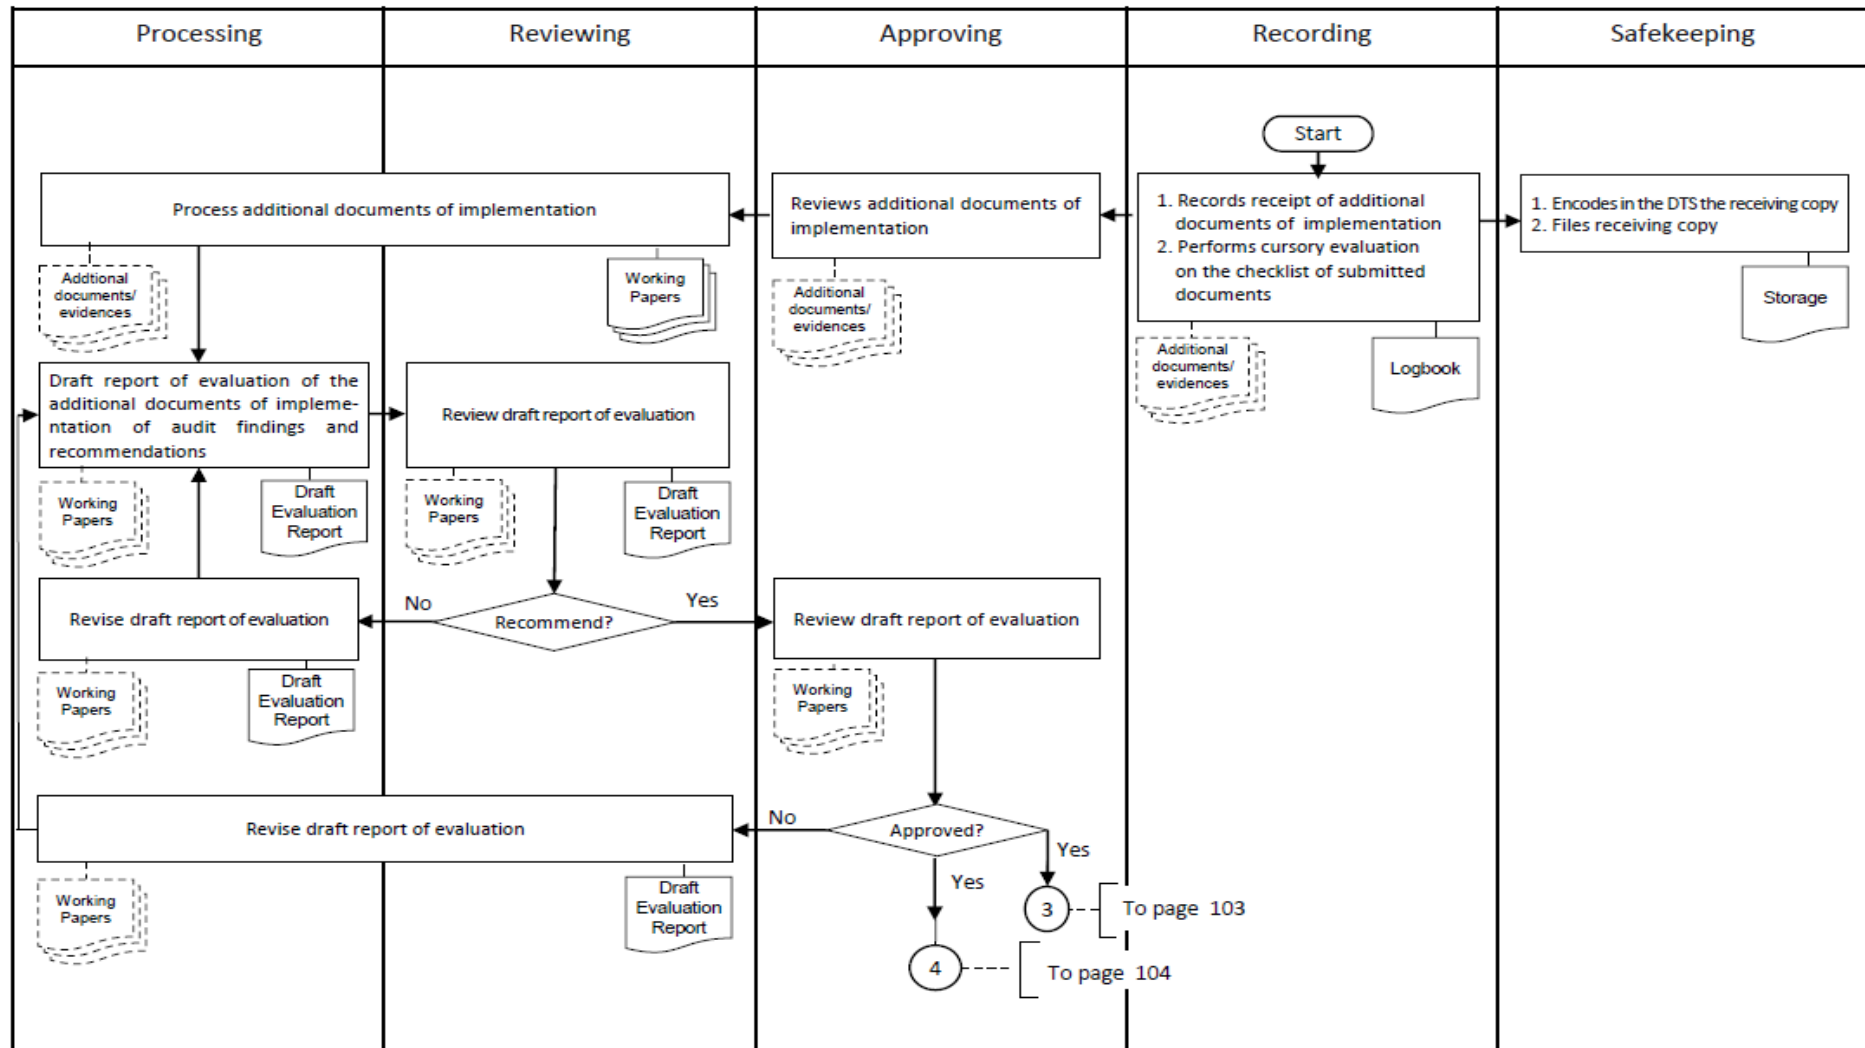 Processing
Reviewing
Approving
Recording
Safekeeping
Start
Process additional documents of implementation
Reviews additional documents of
implementation
1. Records receipt of additional
documents of implementation
2. Performs cursory evaluation
on the checklist of submitted
documents
1. Encodes in the DTS the receiving copy
2. Files receiving copy
Addtional
documents/
evidences
Working
Papers
Additional
documents/
evidences
Additional
documents/
evidences
Logbook
Storage
Draft report of evaluation of the
additional documents of impleme-
ntation of audit findings and
recommendations
Review draft report of evaluation
Working
Papers
Draft
Evaluation
Report
Working
Papers
Draft
Evaluation
Report
Revise draft report of evaluation
No
Recommend?
Yes
Review draft report of evaluation
Working
Papers
Draft
Evaluation
Report
Working
Papers
Revise draft report of evaluation
No
Approved?
Yes
Yes
Working
Papers
Draft
Evaluation
Report
3
To page 103
4
To page 104